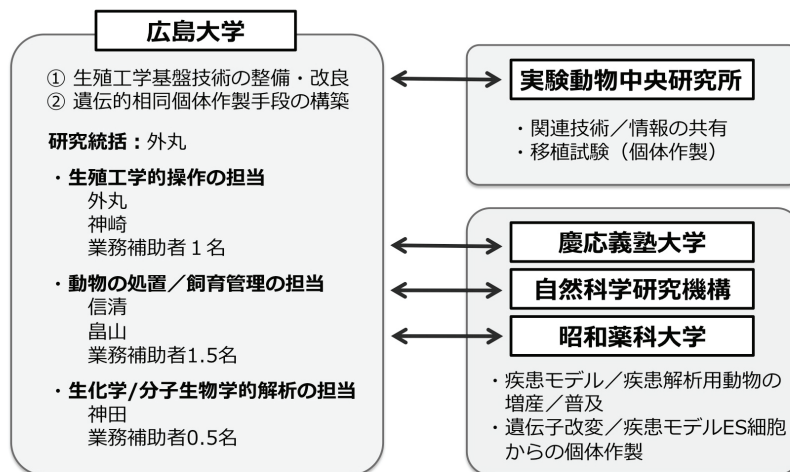 広島大学
① 生殖工学基盤技術の整備・改良
② 遺伝的相同個体作製手段の構築
研究統括：外丸
・生殖工学的操作の担当
外丸
神崎
業務補助者１名
・動物の処置／飼育管理の担当
信清
畠山
業務補助者1.5名
・生化学/分子生物学的解析の担当
神田
業務補助者0.5名
実験動物中央研究所
・関連技術／情報の共有
・移植試験（個体作製）
慶応義塾大学
自然科学研究機構
昭和薬科大学
・疾患モデル／疾患解析用動物の
増産／普及
・遺伝子改変／疾患モデルES細胞
からの個体作製